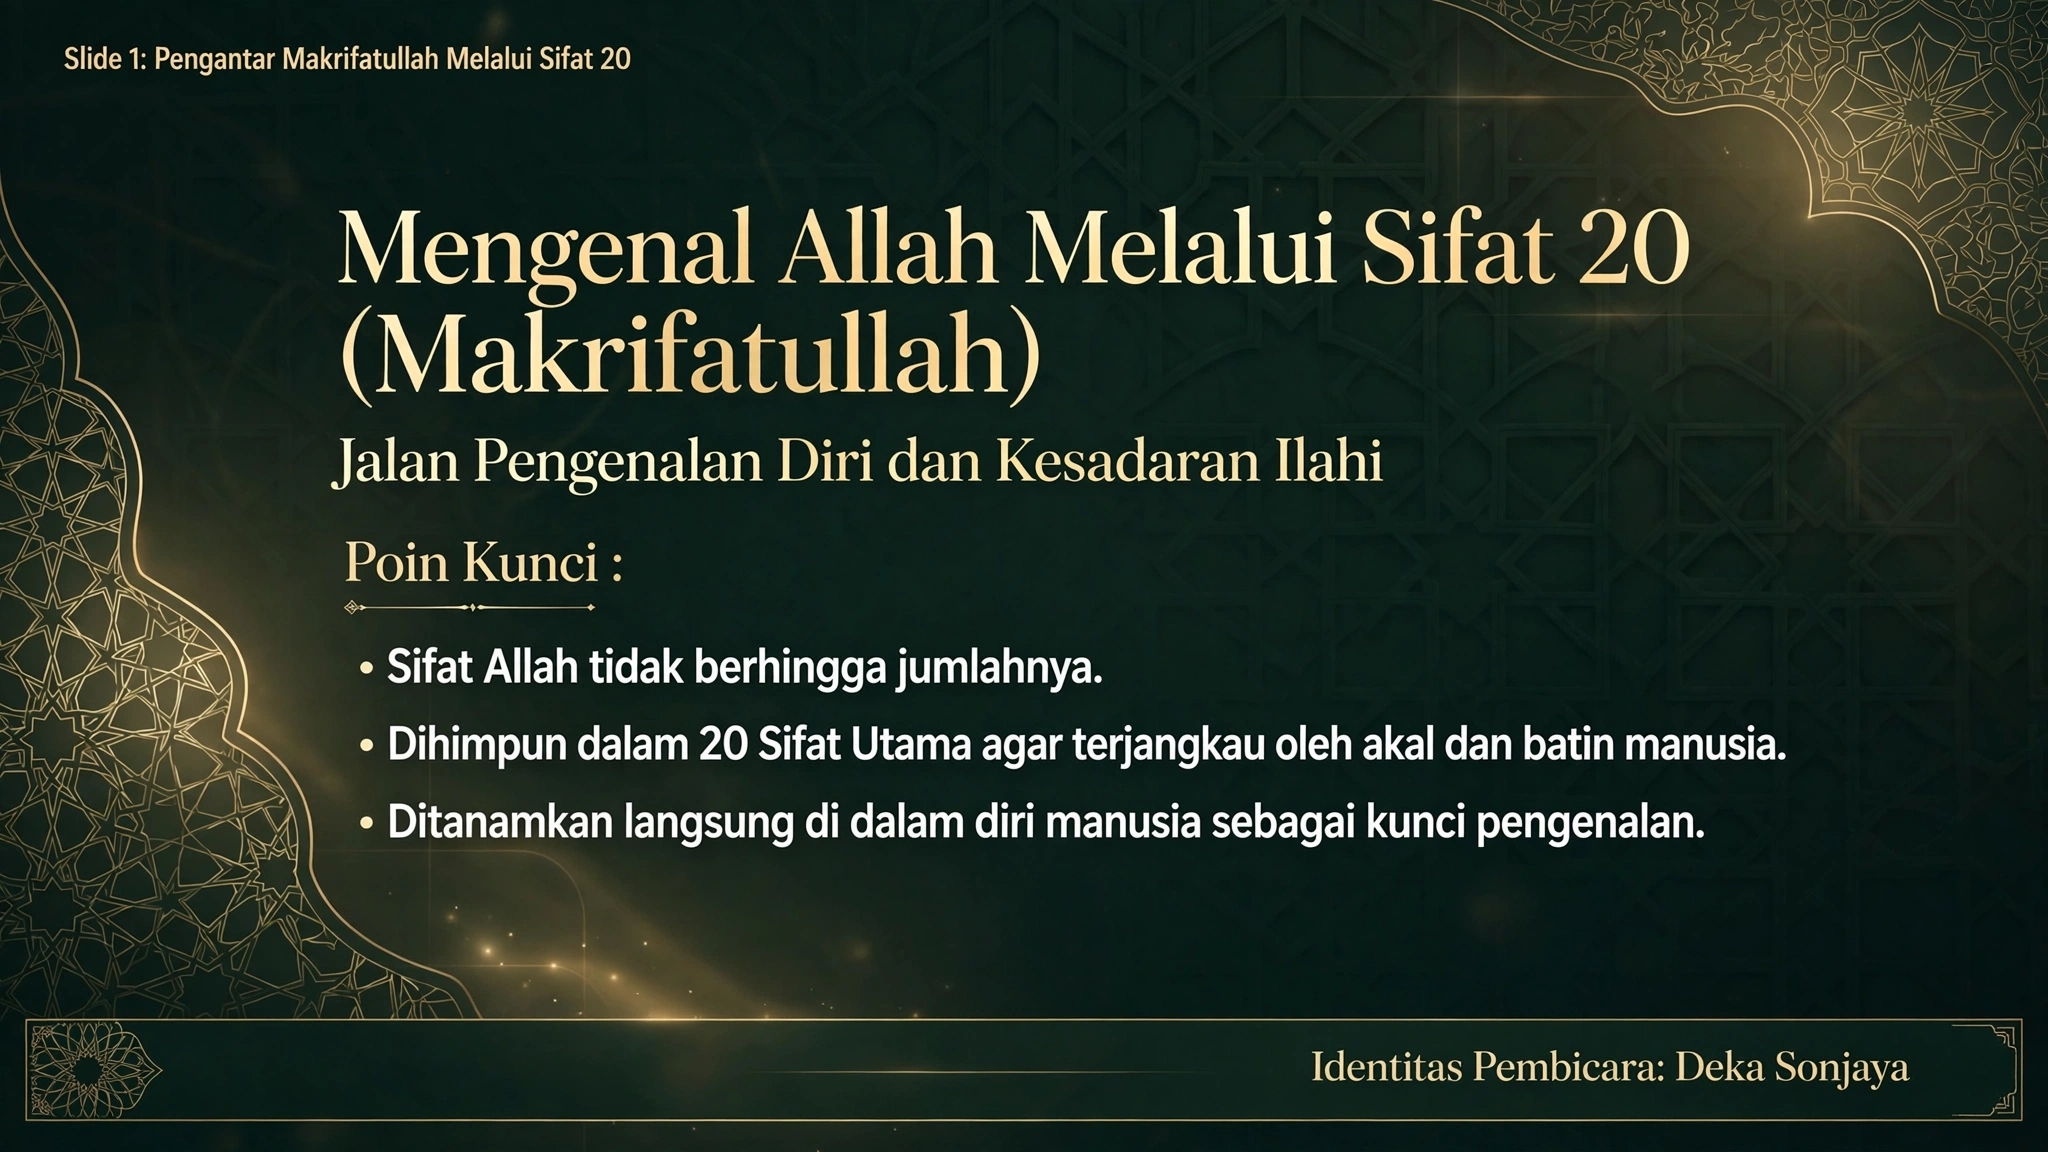 Slide 1: Pengantar Makrifatullah Melalui Sifat 20
Mengenal Allah Melalui Sifat 20
(Makrifatullah)
Jalan Pengenalan Diri dan Kesadaran Ilahi
Poin Kunci :
• Sifat Allah tidak berhingga jumlahnya.
• Dihimpun dalam 20 Sifat Utama agar terjangkau oleh akal dan batin manusia.
• Ditanamkan langsung di dalam diri manusia sebagai kunci pengenalan.
Identitas Pembicara: Deka Sonjaya